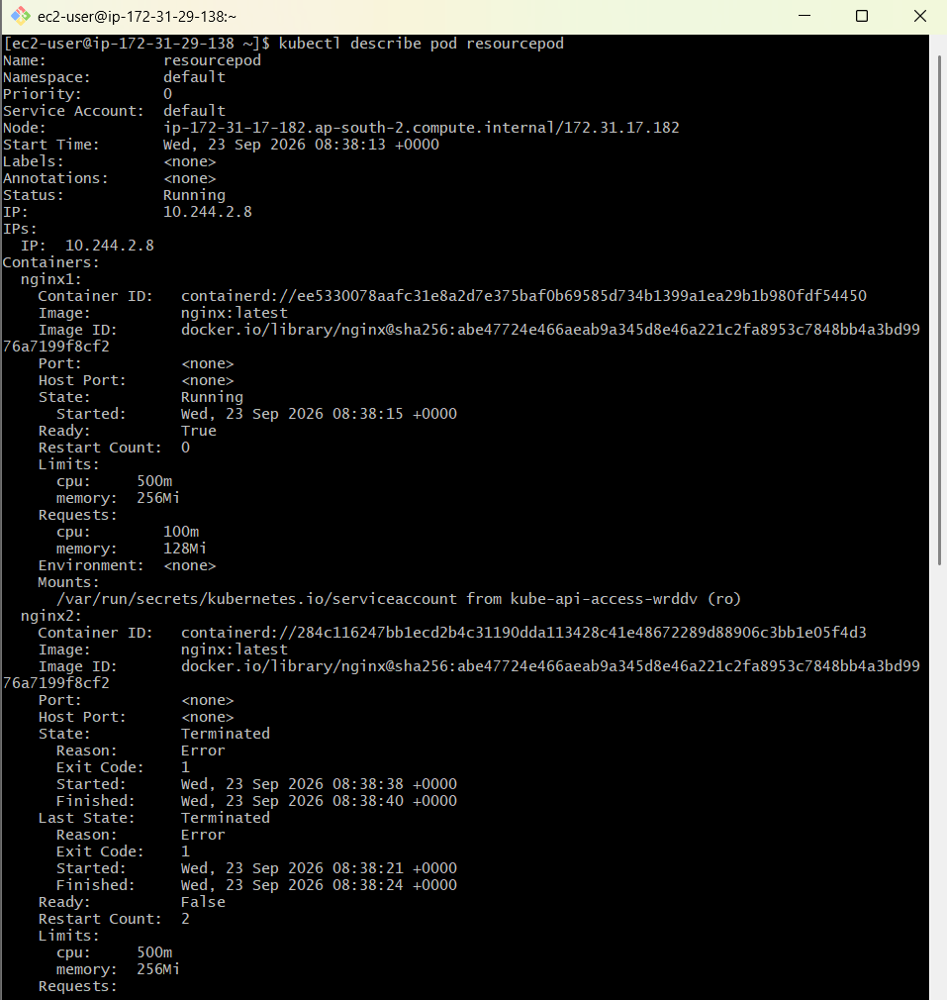 ec2-user@ip-172-31-29-138:~
[ec2-user@ip-172-31-29-138 ~]$ kubectl describe pod resourcepod
Name:             resourcepod
Namespace:        default
Priority:         0
Service Account:  default
Node:             ip-172-31-17-182.ap-south-2.compute.internal/172.31.17.182
Start Time:       Wed, 23 Sep 2026 08:38:13 +0000
Labels:           <none>
Annotations:      <none>
Status:           Running
IP:               10.244.2.8
IPs:
  IP:  10.244.2.8
Containers:
  nginx1:
    Container ID:   containerd://ee5330078aafc31e8a2d7e375baf0b69585d734b1399a1ea29b1b980fdf54450
    Image:          nginx:latest
    Image ID:       docker.io/library/nginx@sha256:abe47724e466aeab9a345d8e46a221c2fa8953c7848bb4a3bd99
76a7199f8cf2
    Port:           <none>
    Host Port:      <none>
    State:          Running
      Started:      Wed, 23 Sep 2026 08:38:15 +0000
    Ready:          True
    Restart Count:  0
    Limits:
      cpu:     500m
      memory:  256Mi
    Requests:
      cpu:        100m
      memory:     128Mi
    Environment:  <none>
    Mounts:
      /var/run/secrets/kubernetes.io/serviceaccount from kube-api-access-wrddv (ro)
  nginx2:
    Container ID:   containerd://284c116247bb1ecd2b4c31190dda113428c41e48672289d88906c3bb1e05f4d3
    Image:          nginx:latest
    Image ID:       docker.io/library/nginx@sha256:abe47724e466aeab9a345d8e46a221c2fa8953c7848bb4a3bd99
76a7199f8cf2
    Port:           <none>
    Host Port:      <none>
    State:          Terminated
      Reason:       Error
      Exit Code:    1
      Started:      Wed, 23 Sep 2026 08:38:38 +0000
      Finished:     Wed, 23 Sep 2026 08:38:40 +0000
    Last State:     Terminated
      Reason:       Error
      Exit Code:    1
      Started:      Wed, 23 Sep 2026 08:38:21 +0000
      Finished:     Wed, 23 Sep 2026 08:38:24 +0000
    Ready:          False
    Restart Count:  2
    Limits:
      cpu:     500m
      memory:  256Mi
    Requests: